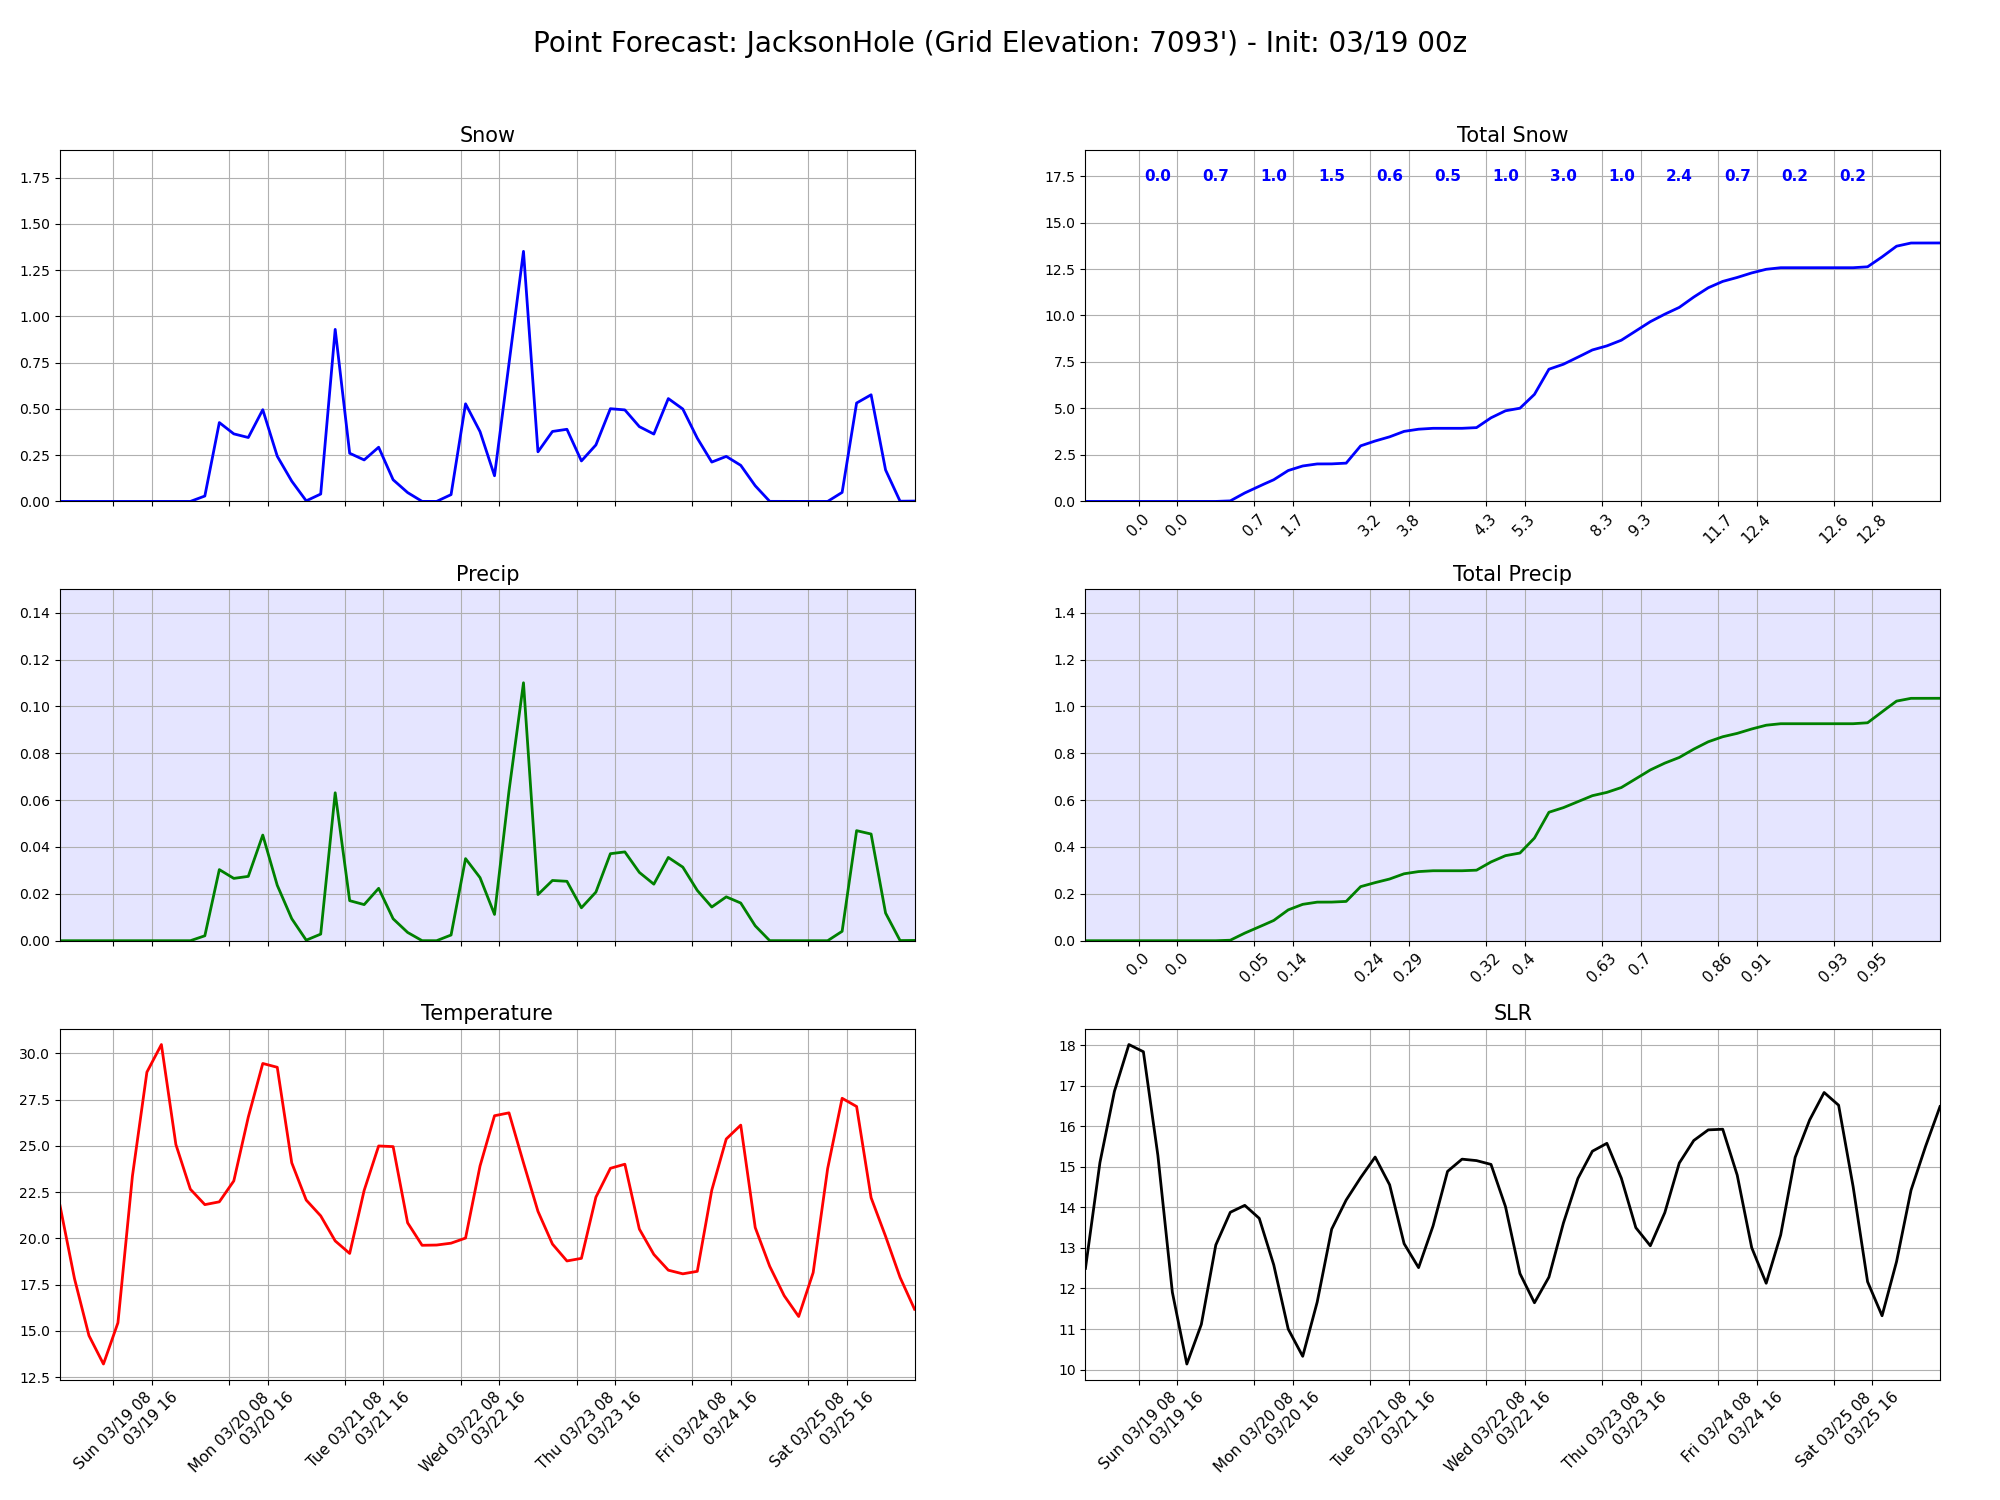 Point Forecast: JacksonHole (Grid Elevation: 7093') - Init: 03/19 00z
Snow
1.75
1.50
1.25
1.00
0.75
0.50
0.25
0.00
Total Snow
17.5
15.0
12.5
10.0
7.5
5.0
2.5
0.0
0.0 0.7 1.0 1.5 0.6 0.5 1.0 3.0 1.0 2.4 0.7 0.2 0.2
0.0 0.0 0.7 1.7 3.2 3.8 4.3 5.3 8.3 9.3 11.7 12.4 12.6 12.8
Precip
0.14
0.12
0.10
0.08
0.06
0.04
0.02
0.00
Total Precip
1.4
1.2
1.0
0.8
0.6
0.4
0.2
0.0
0.0 0.0 0.05 0.14 0.24 0.29 0.32 0.4 0.63 0.7 0.86 0.91 0.93 0.95
Temperature
30.0
27.5
25.0
22.5
20.0
17.5
15.0
12.5
Sun 03/19 08
03/19 16
Mon 03/20 08
03/20 16
Tue 03/21 08
03/21 16
Wed 03/22 08
03/22 16
Thu 03/23 08
03/23 16
Fri 03/24 08
03/24 16
Sat 03/25 08
03/25 16
SLR
18
17
16
15
14
13
12
11
10
Sun 03/19 08
03/19 16
Mon 03/20 08
03/20 16
Tue 03/21 08
03/21 16
Wed 03/22 08
03/22 16
Thu 03/23 08
03/23 16
Fri 03/24 08
03/24 16
Sat 03/25 08
03/25 16